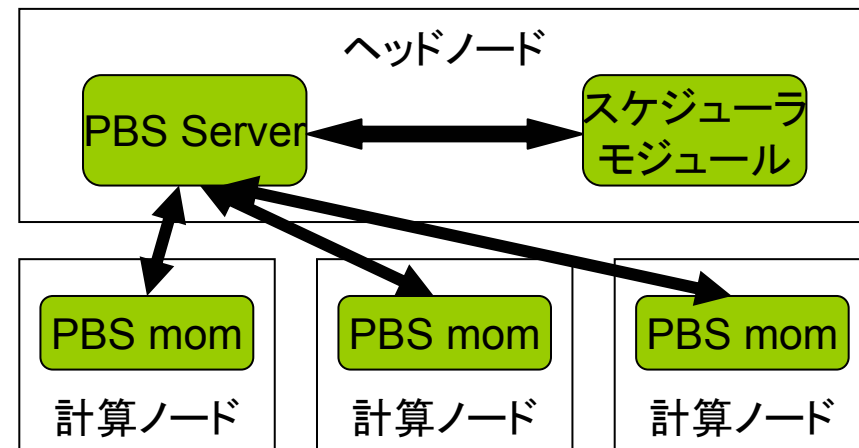 ヘッドノード
PBS Server
スケジューラ
モジュール
PBS mom
PBS mom
PBS mom
計算ノード
計算ノード
計算ノード